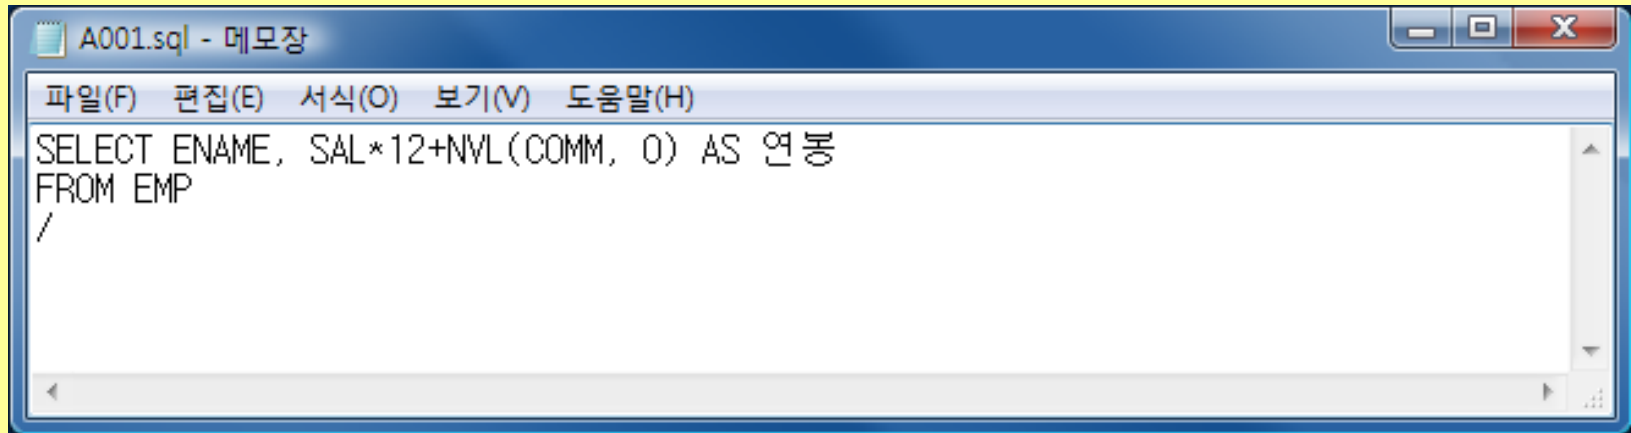 A001.sql - 메모장
파일(F) 편집(E) 서식(O) 보기(V) 도움말(H)
SELECT ENAME, SAL*12+NVL(COMM, 0) AS 연봉
FROM EMP
/